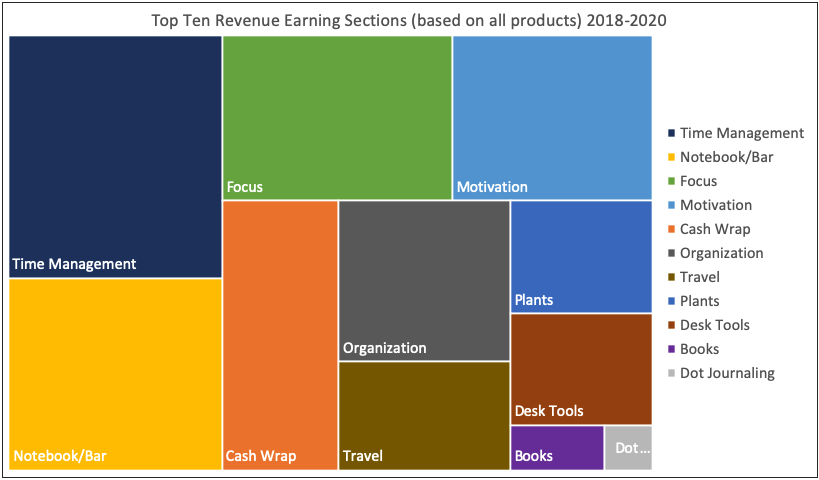 Top Ten Revenue Earning Sections (based on all products) 2018-2020
Focus
Motivation
Time Management
Plants
Organization
Desk Tools
Notebook/Bar
Cash Wrap
Travel
Books
Dot...
Time Management
Notebook/Bar
Focus
Motivation
Cash Wrap
Organization
Travel
Plants
Desk Tools
Books
Dot Journaling